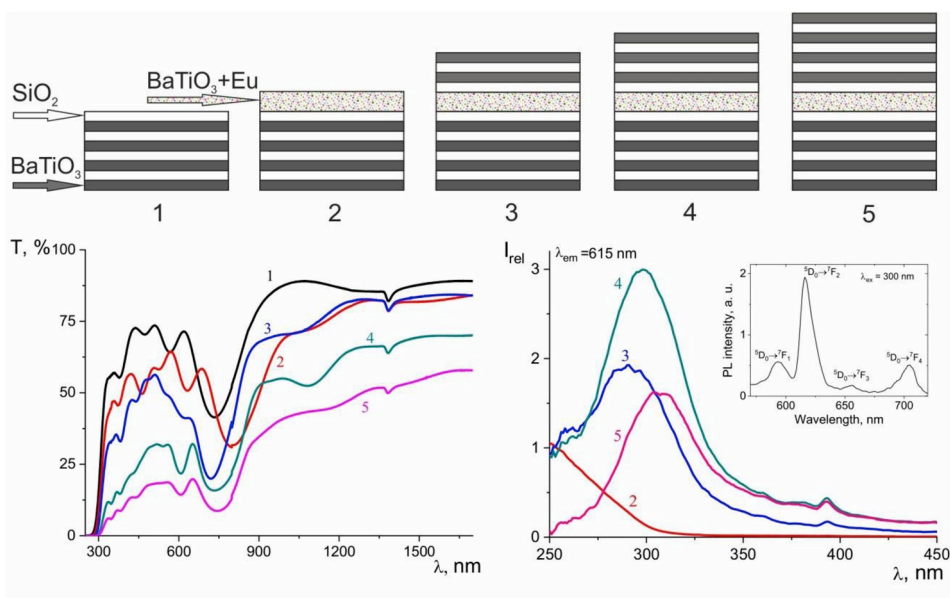 SiO₂
BaTiO₃+Eu
BaTiO₃
1
2
3
4
5
T, %
100
75
50
25
0
1
3
2
4
5
300
600
900
1200
1500
λ, nm
Iᵣₑₗ
λem =615 nm
3
2
1
0
4
3
5
2
250
300
350
400
450
λ, nm
PL intensity, a. u.
2
1
0
⁵D₀→⁷F₂
λex = 300 nm
⁵D₀→⁷F₁
⁵D₀→⁷F₃
⁵D₀→⁷F₄
600
650
700
Wavelength, nm